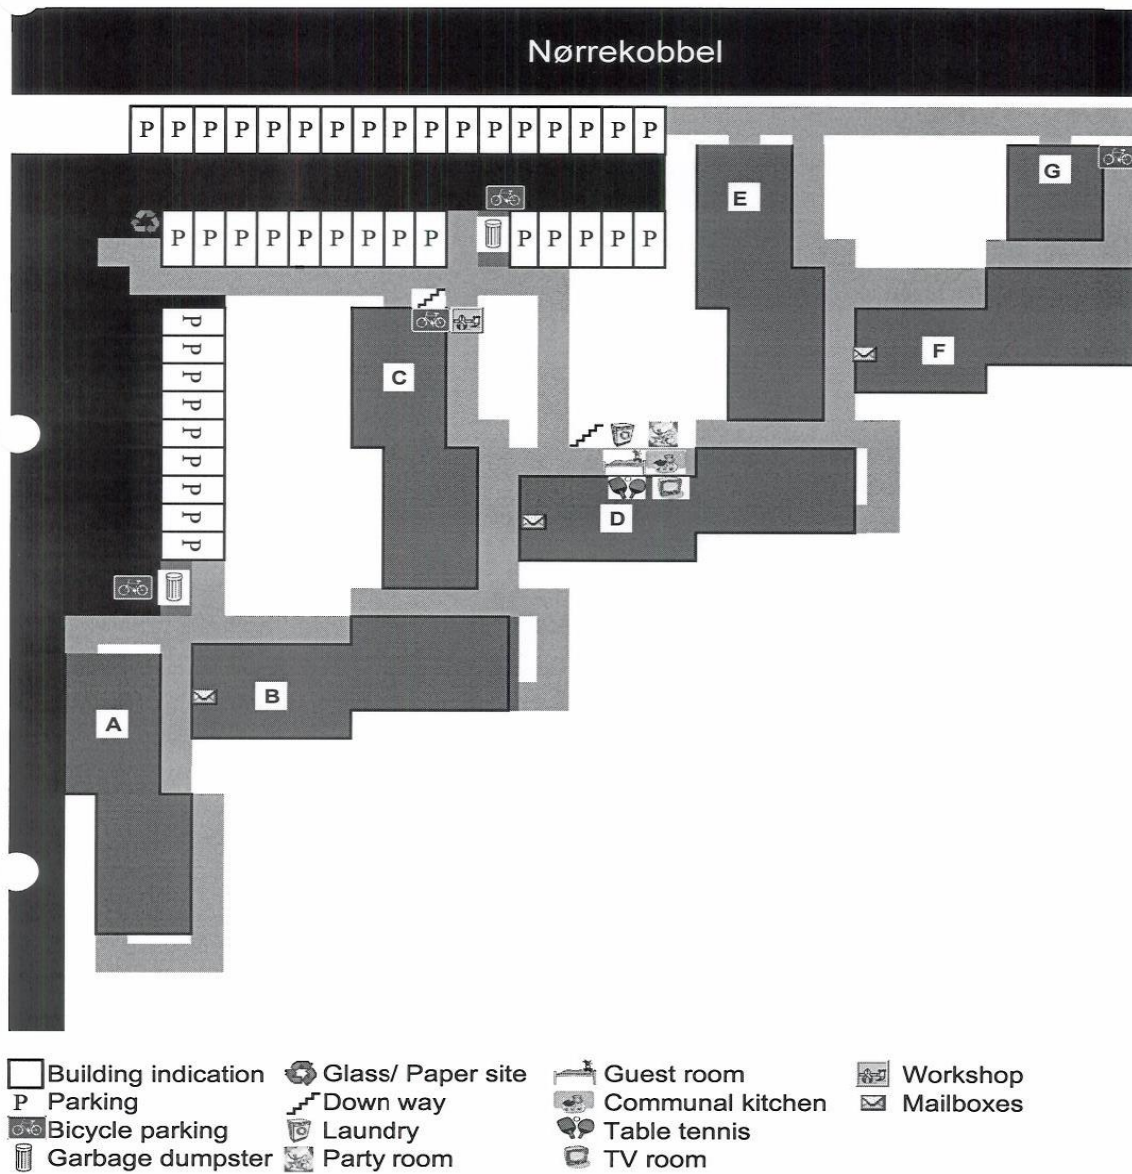 Nørrekobbel
P P P P P P P P P P P P P P P P P
G
E
P P P P P P P P P P P P P P
P
P
P
P
P
P
P
P
P
F
C
D
B
A
Building indication
Glass/ Paper site
Guest room
Workshop
P Parking
Down way
Communal kitchen
Mailboxes
Bicycle parking
Laundry
Table tennis
Garbage dumpster
Party room
TV room